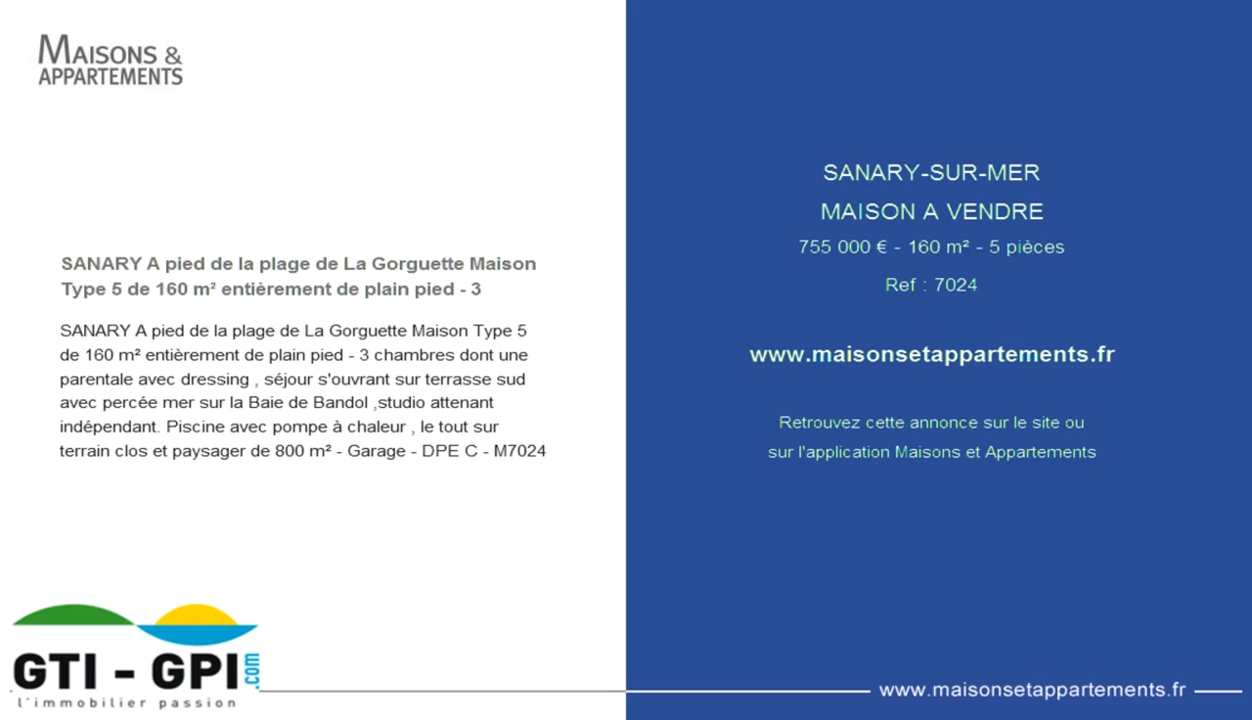 MAISONS &
APPARTEMENTS
SANARY A pied de la plage de La Gorguette Maison
Type 5 de 160 m² entièrement de plain pied - 3
SANARY A pied de la plage de La Gorguette Maison Type 5
de 160 m² entièrement de plain pied - 3 chambres dont une
parentale avec dressing , séjour s'ouvrant sur terrasse sud
avec percée mer sur la Baie de Bandol ,studio attenant
indépendant. Piscine avec pompe à chaleur , le tout sur
terrain clos et paysager de 800 m² - Garage - DPE C - M7024
GTI - GPI.com
l'immobilier passion
SANARY-SUR-MER
MAISON A VENDRE
755 000 € - 160 m² - 5 pièces
Ref : 7024
www.maisonsetappartements.fr
Retrouvez cette annonce sur le site ou
sur l'application Maisons et Appartements
www.maisonsetappartements.fr